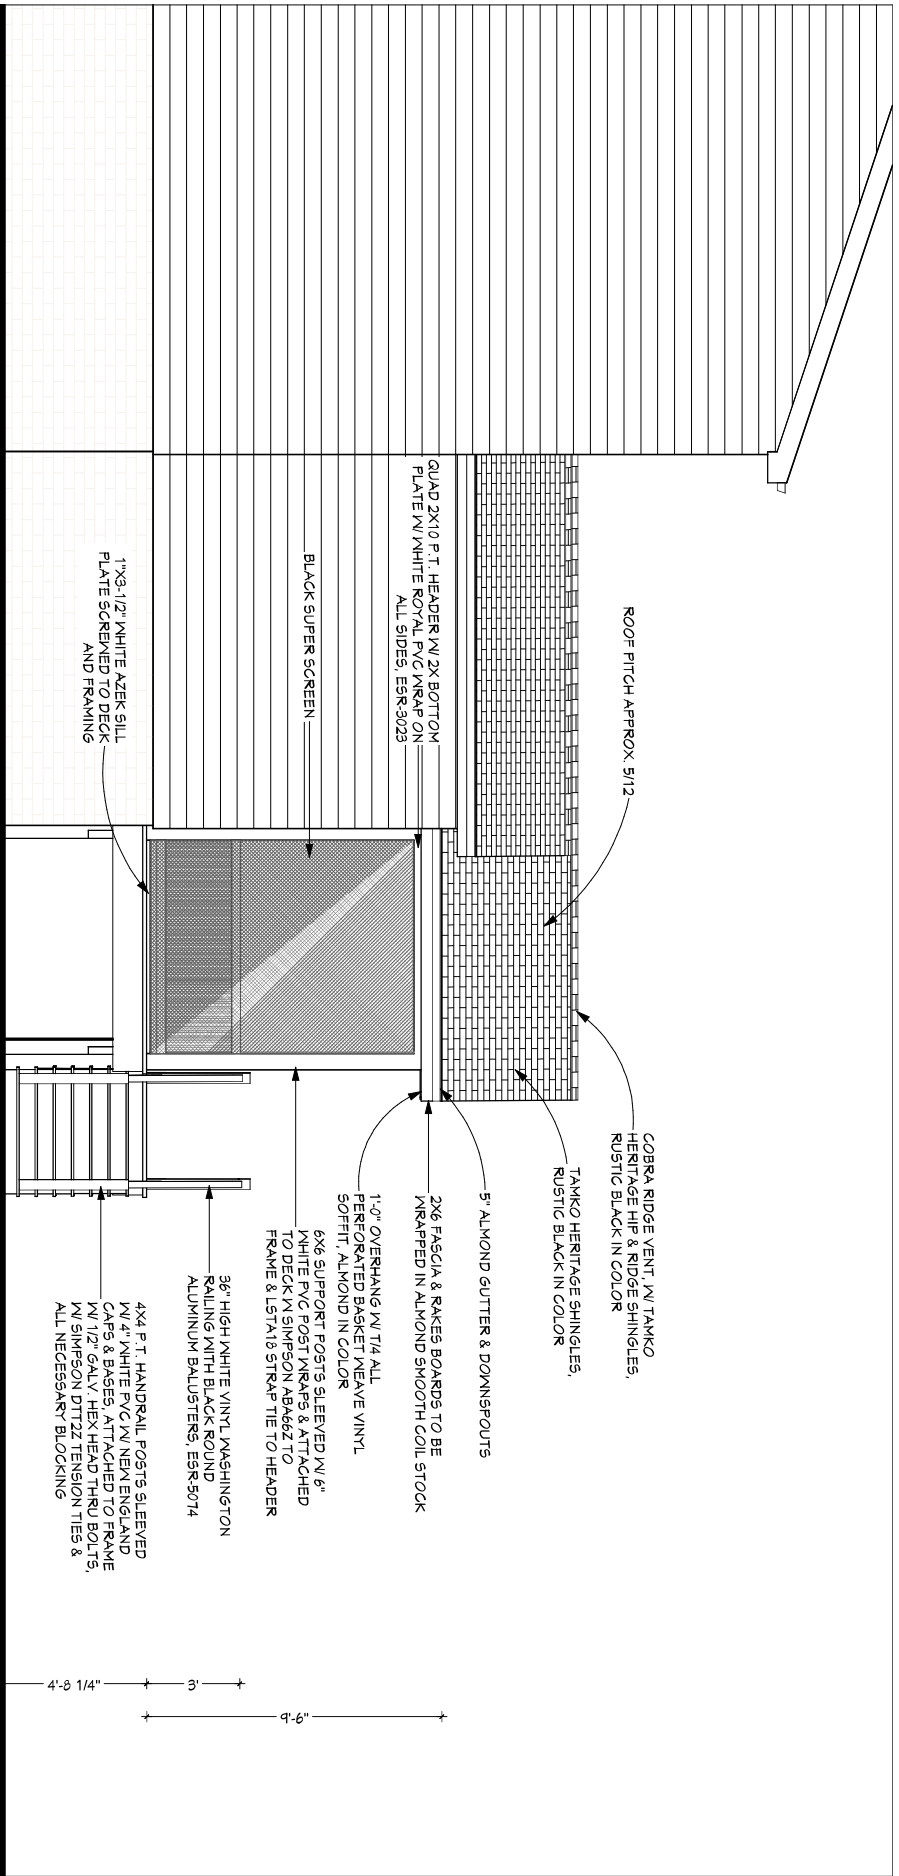 ROOF PITCH APPROX. 5/12
COBRA RIDGE VENT, W/ TAMKO
HERITAGE HIP & RIDGE SHINGLES,
RUSTIC BLACK IN COLOR
TAMKO HERITAGE SHINGLES,
RUSTIC BLACK IN COLOR
5" ALMOND GUTTER & DOWNSPOUTS
2X6 FASCIA & RAKES BOARDS TO BE
WRAPPED IN ALMOND SMOOTH COIL STOCK
1'-0" OVERHANG W/ T/4 ALL
PERFORATED BASKET WEAVE VINYL
SOFFIT, ALMOND IN COLOR
6X6 SUPPORT POSTS SLEEVED W/ 6"
WHITE PVC POST WRAPS & ATTACHED
TO DECK W SIMPSON ABA66Z TO
FRAME & LSTA18 STRAP TIE TO HEADER
36" HIGH WHITE VINYL WASHINGTON
RAILING WITH BLACK ROUND
ALUMINUM BALUSTERS, ESR-5074
4X4 P.T. HANDRAIL POSTS SLEEVED
W/ 4" WHITE PVC W/ NEW ENGLAND
CAPS & BASES, ATTACHED TO FRAME
W/ 1/2" GALV. HEX HEAD THRU BOLTS,
W/ SIMPSON DTT2Z TENSION TIES &
ALL NECESSARY BLOCKING
QUAD 2X10 P.T. HEADER W/ 2X BOTTOM
PLATE W/ WHITE ROYAL PVC WRAP ON
ALL SIDES, ESR-3023
BLACK SUPER SCREEN
1"X3-1/2" WHITE AZEK SILL
PLATE SCREWED TO DECK
AND FRAMING
9'-6"
3'
4'-8 1/4"